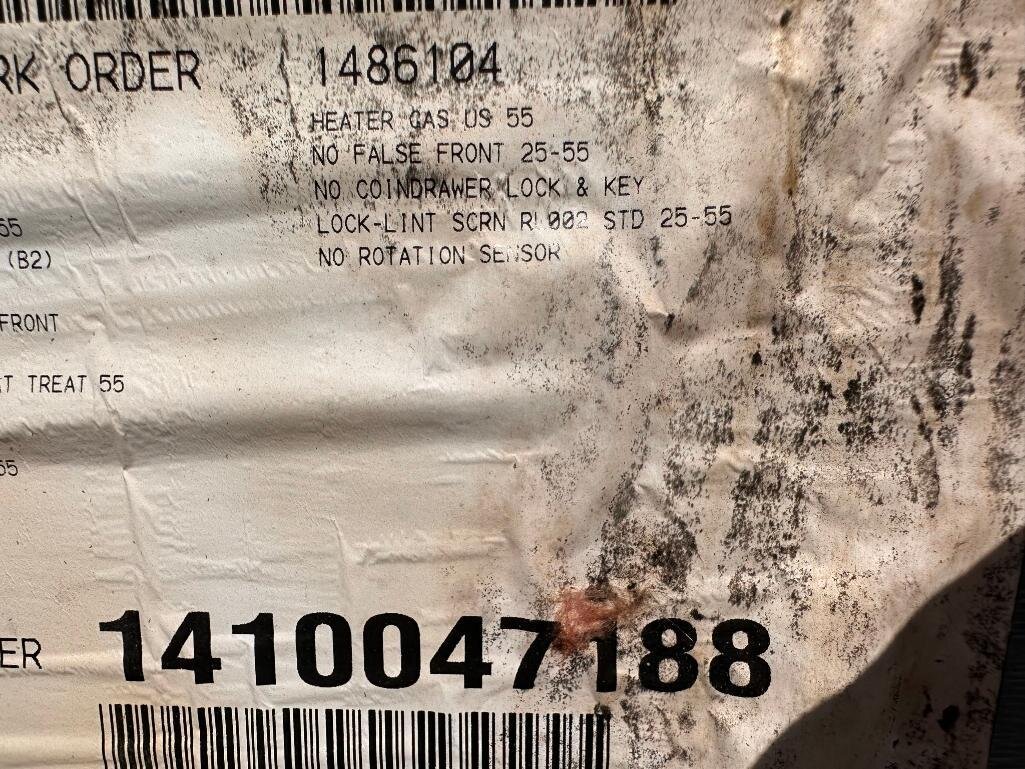 RK ORDER 1486104
HEATER GAS US 55
NO FALSE FRONT 25-55
NO COINDRAWER LOCK & KEY
LOCK-LINT SCRN 002 STD 25-55
NO ROTATION SENSOR
55
(B2)
FRONT
TREAT 55
55
ER 1410047188